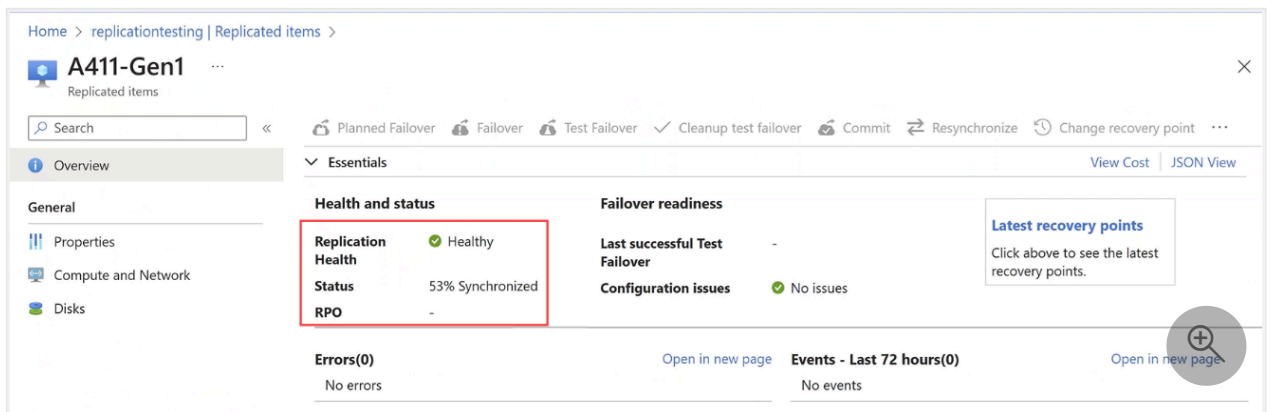 Home > replicationtesting | Replicated items >
A411-Gen1 ...
Replicated items
Search «
Overview
General
Properties
Compute and Network
Disks
Planned Failover Failover Test Failover Cleanup test failover Commit Resynchronize Change recovery point ...
Essentials
View Cost | JSON View
Health and status
Replication Health Healthy
Status 53% Synchronized
RPO -
Failover readiness
Last successful Test Failover -
Configuration issues No issues
Latest recovery points
Click above to see the latest
recovery points.
Errors(0) Open in new page
No errors
Events - Last 72 hours(0) Open in new page
No events